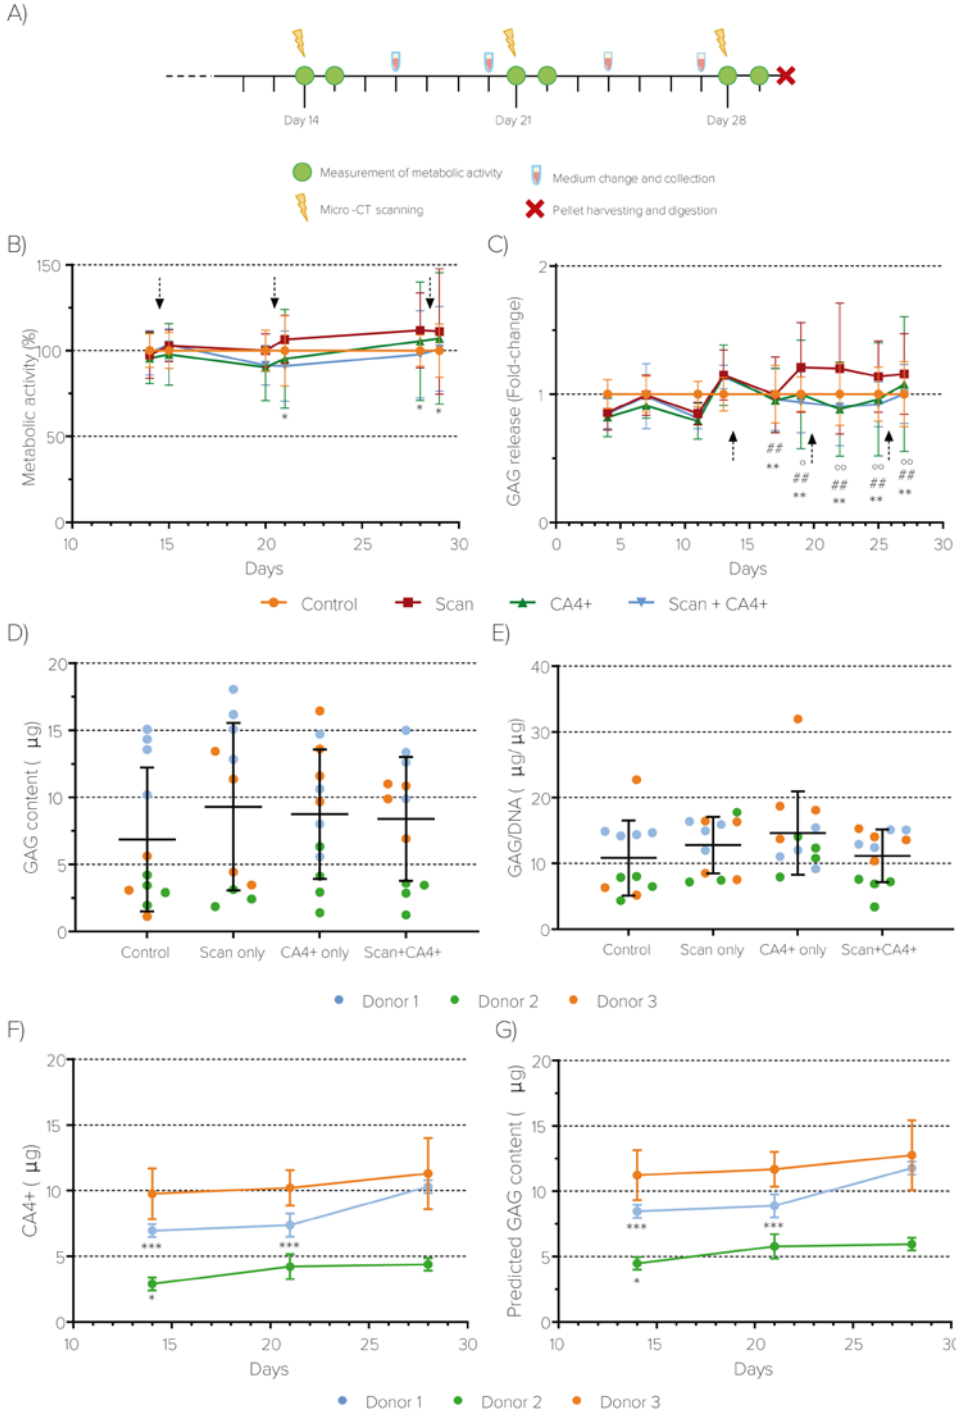 A)
Day 14
Day 21
Day 28
Measurement of metabolic activity
Medium change and collection
Micro-CT scanning
Pellet harvesting and digestion
B)
150
100
50
0
10
15
20
25
30
Metabolic activity (%)
Days
*
*
*
C)
2
1
0
0
5
10
15
20
25
30
GAG release (Fold-change)
Days
##
**
o
##
**
oo
##
**
oo
##
**
oo
##
**
Control
Scan
CA4+
Scan + CA4+
D)
20
15
10
5
0
GAG content ( μg)
Control
Scan only
CA4+ only
Scan+CA4+
E)
40
30
20
10
0
GAG/DNA ( μg/ μg)
Control
Scan only
CA4+ only
Scan+CA4+
Donor 1
Donor 2
Donor 3
F)
20
15
10
5
0
10
15
20
25
30
CA4+ ( μg)
Days
***
***
*
G)
20
15
10
5
0
10
15
20
25
30
Predicted GAG content ( μg)
Days
***
***
*
Donor 1
Donor 2
Donor 3